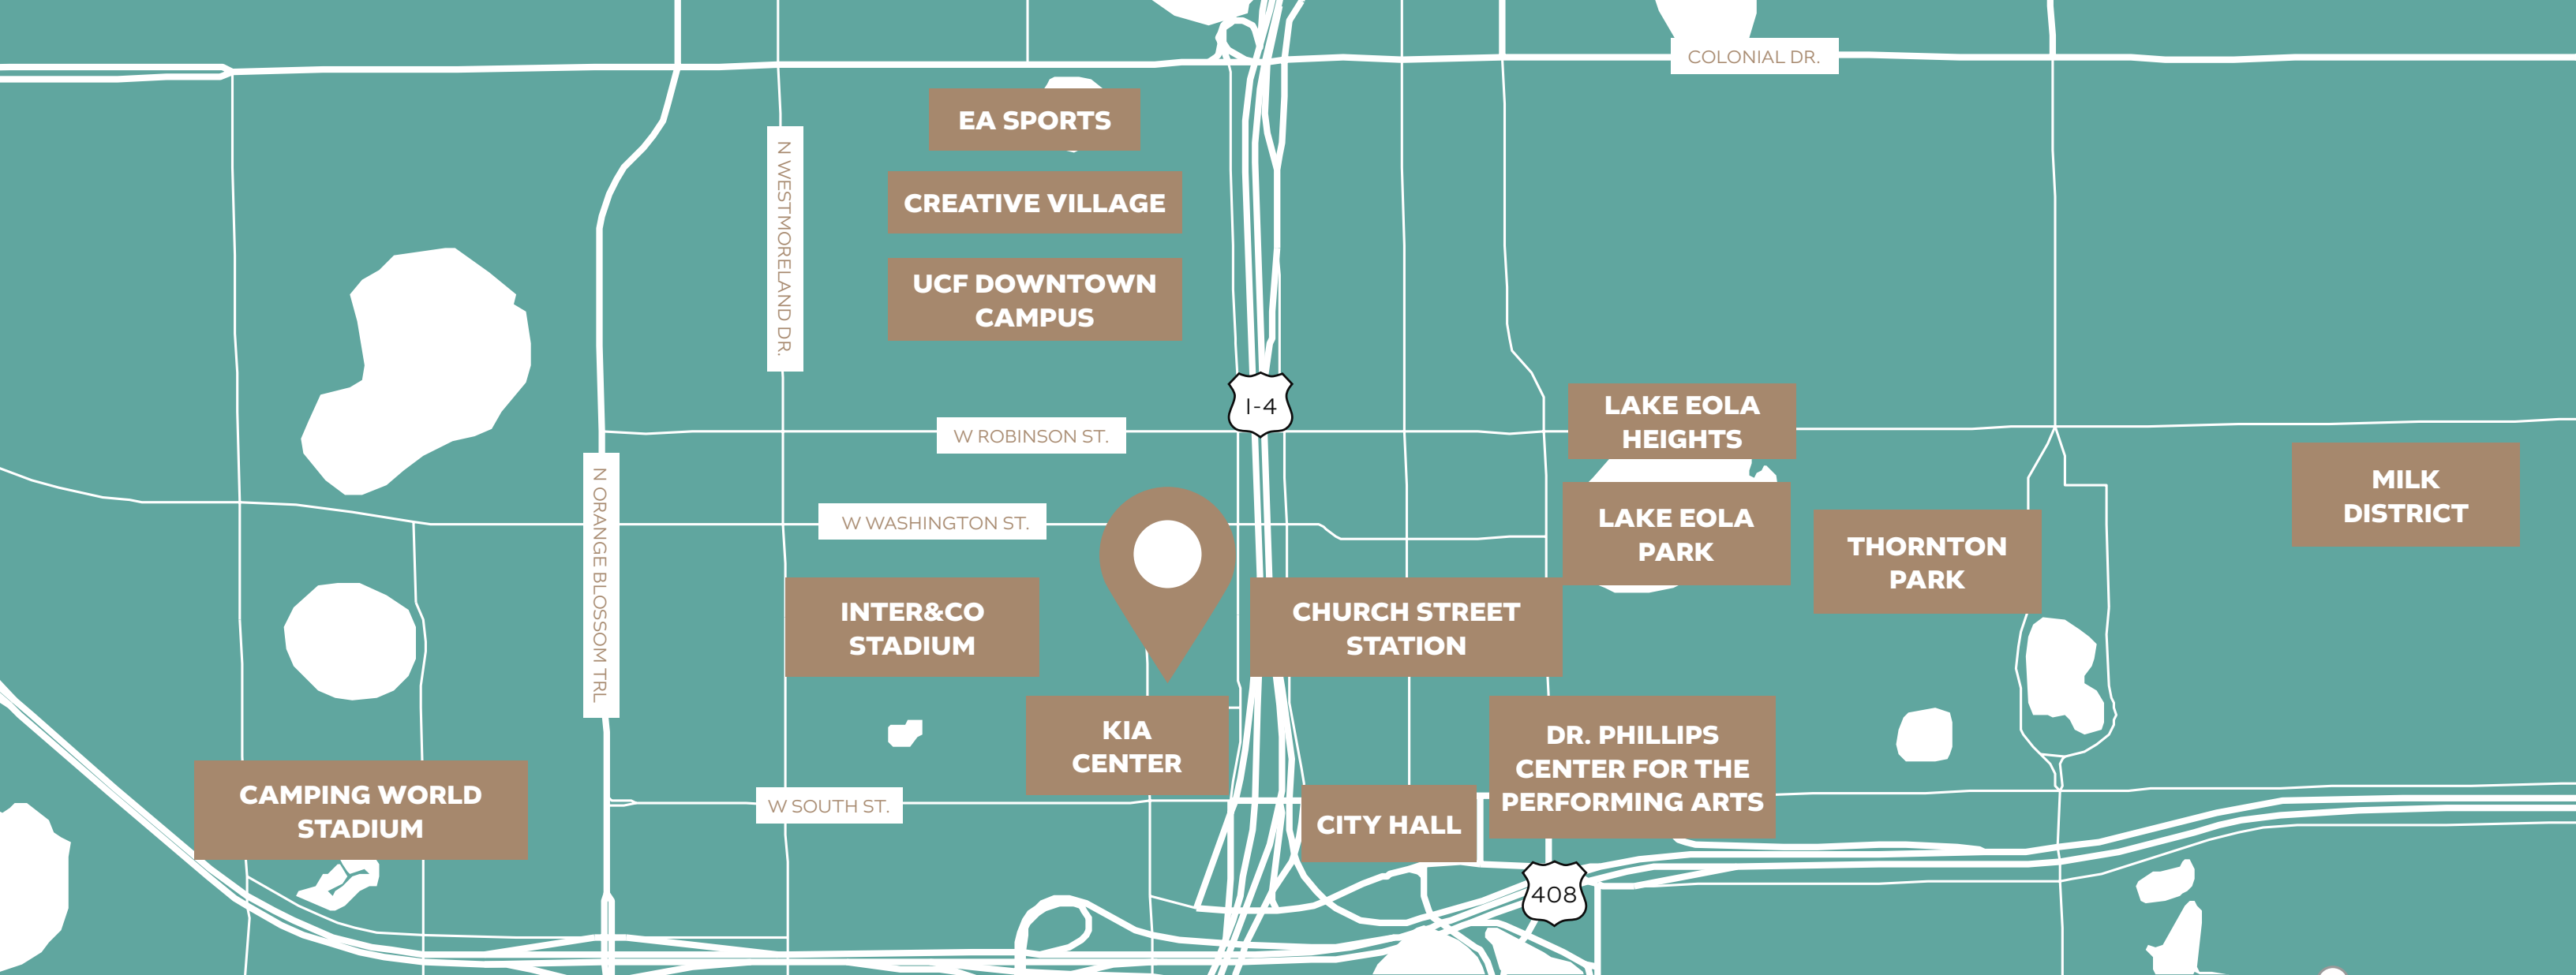 COLONIAL DR.
EA SPORTS
N WESTMORELAND DR.
CREATIVE VILLAGE
UCF DOWNTOWN
CAMPUS
I-4
LAKE EOLA
HEIGHTS
W ROBINSON ST.
N ORANGE BLOSSOM TRL
MILK
DISTRICT
W WASHINGTON ST.
LAKE EOLA
PARK
THORNTON
PARK
INTER&CO
STADIUM
CHURCH STREET
STATION
KIA
CENTER
DR. PHILLIPS
CENTER FOR THE
PERFORMING ARTS
CAMPING WORLD
STADIUM
W SOUTH ST.
CITY HALL
408